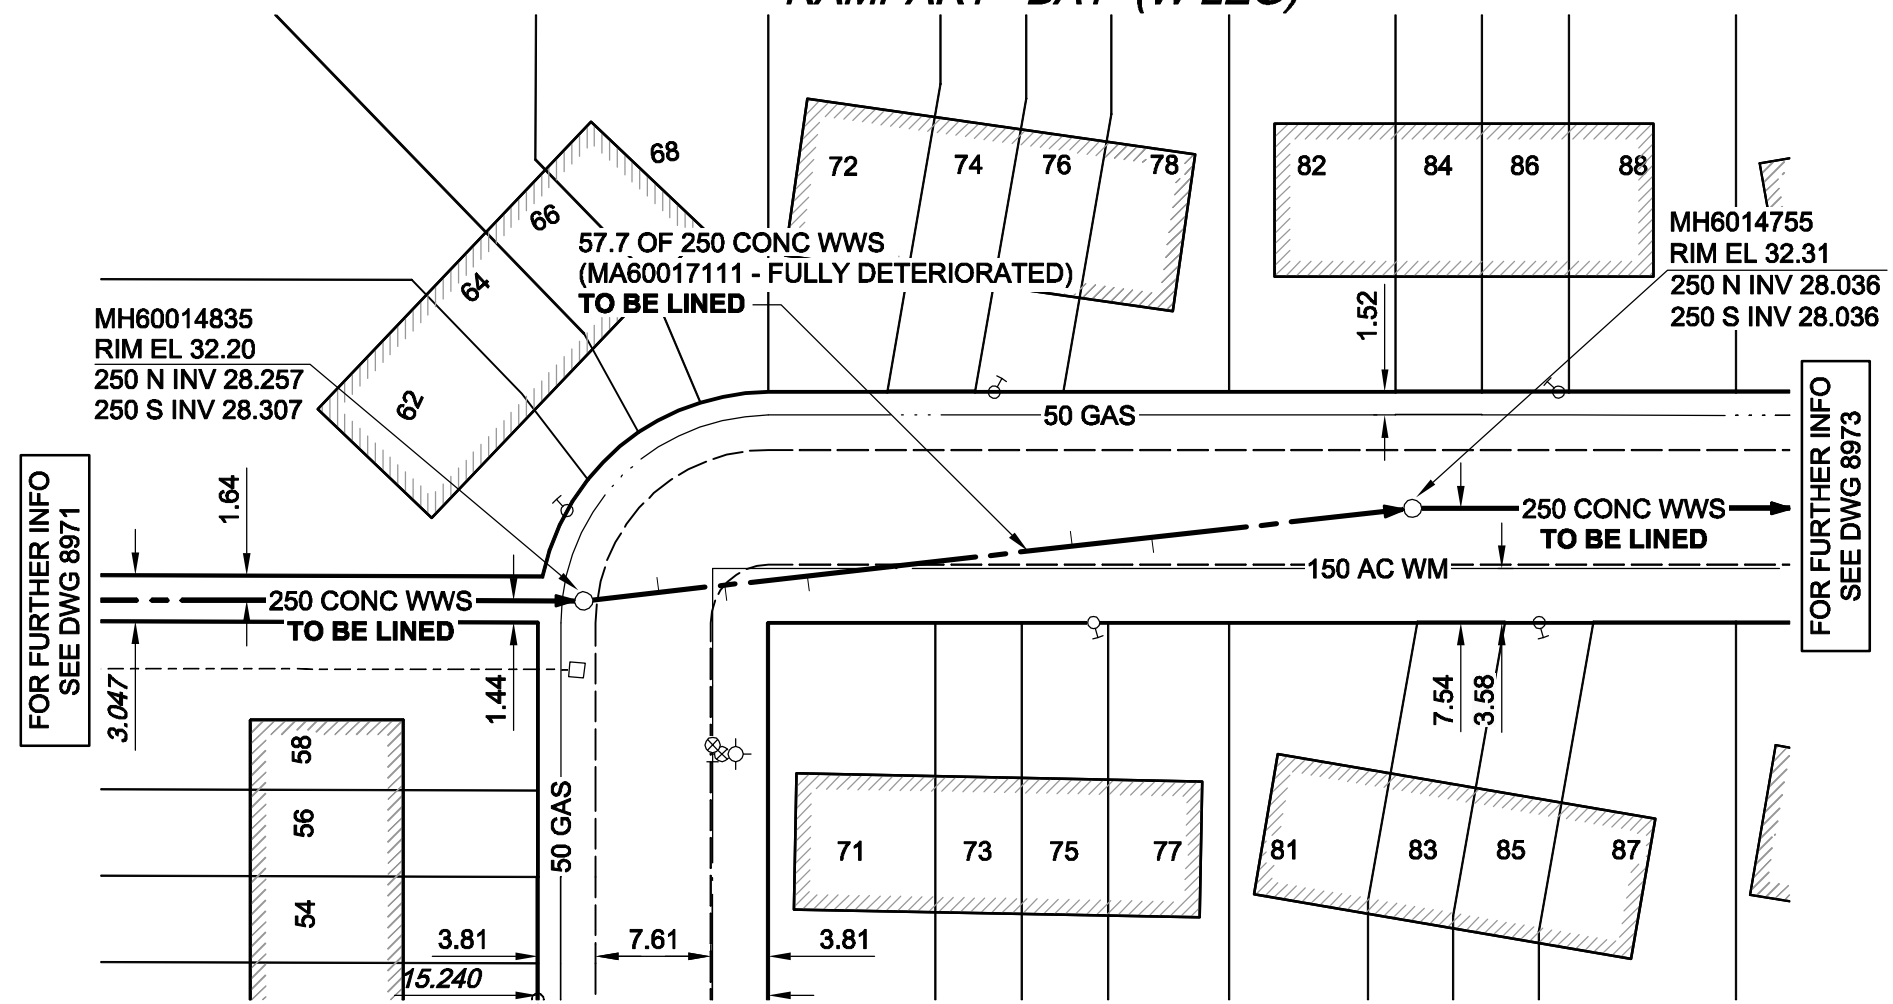 RAMPART BAY (W-220)
68
66
64
62
72
74
76
78
82
84
86
88
57.7 OF 250 CONC WWS
(MA60017111 - FULLY DETERIORATED)
TO BE LINED
MH6014755
RIM EL 32.31
250 N INV 28.036
250 S INV 28.036
MH60014835
RIM EL 32.20
250 N INV 28.257
250 S INV 28.307
1.52
50 GAS
FOR FURTHER INFO
SEE DWG 8971
FOR FURTHER INFO
SEE DWG 8973
1.64
250 CONC WWS
TO BE LINED
250 CONC WWS
TO BE LINED
150 AC WM
3.047
1.44
7.54
3.58
50 GAS
58
56
54
71
73
75
77
81
83
85
87
3.81
7.61
3.81
15.240